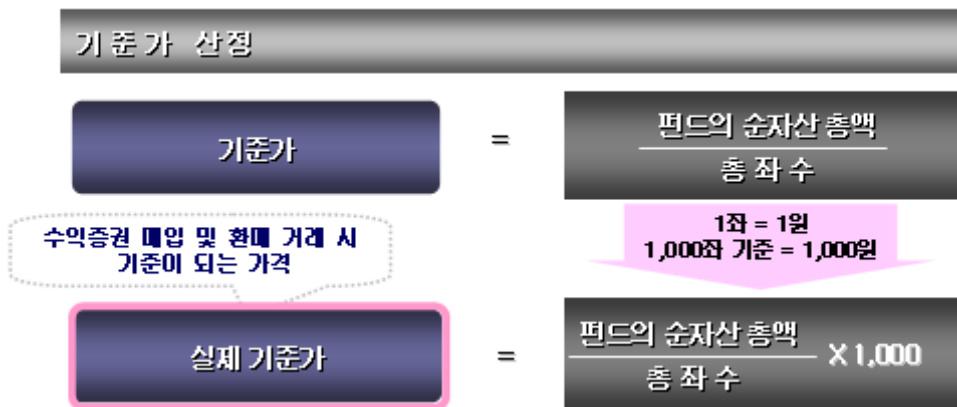 기준가 산정
기준가
=
펀드의 순자산 총액
총 좌 수
수익증권 매입 및 환매 거래 시
기준이 되는 가격
1좌 = 1원
1,000좌 기준 = 1,000원
실제 기준가
=
펀드의 순자산 총액
총 좌 수
X 1,000